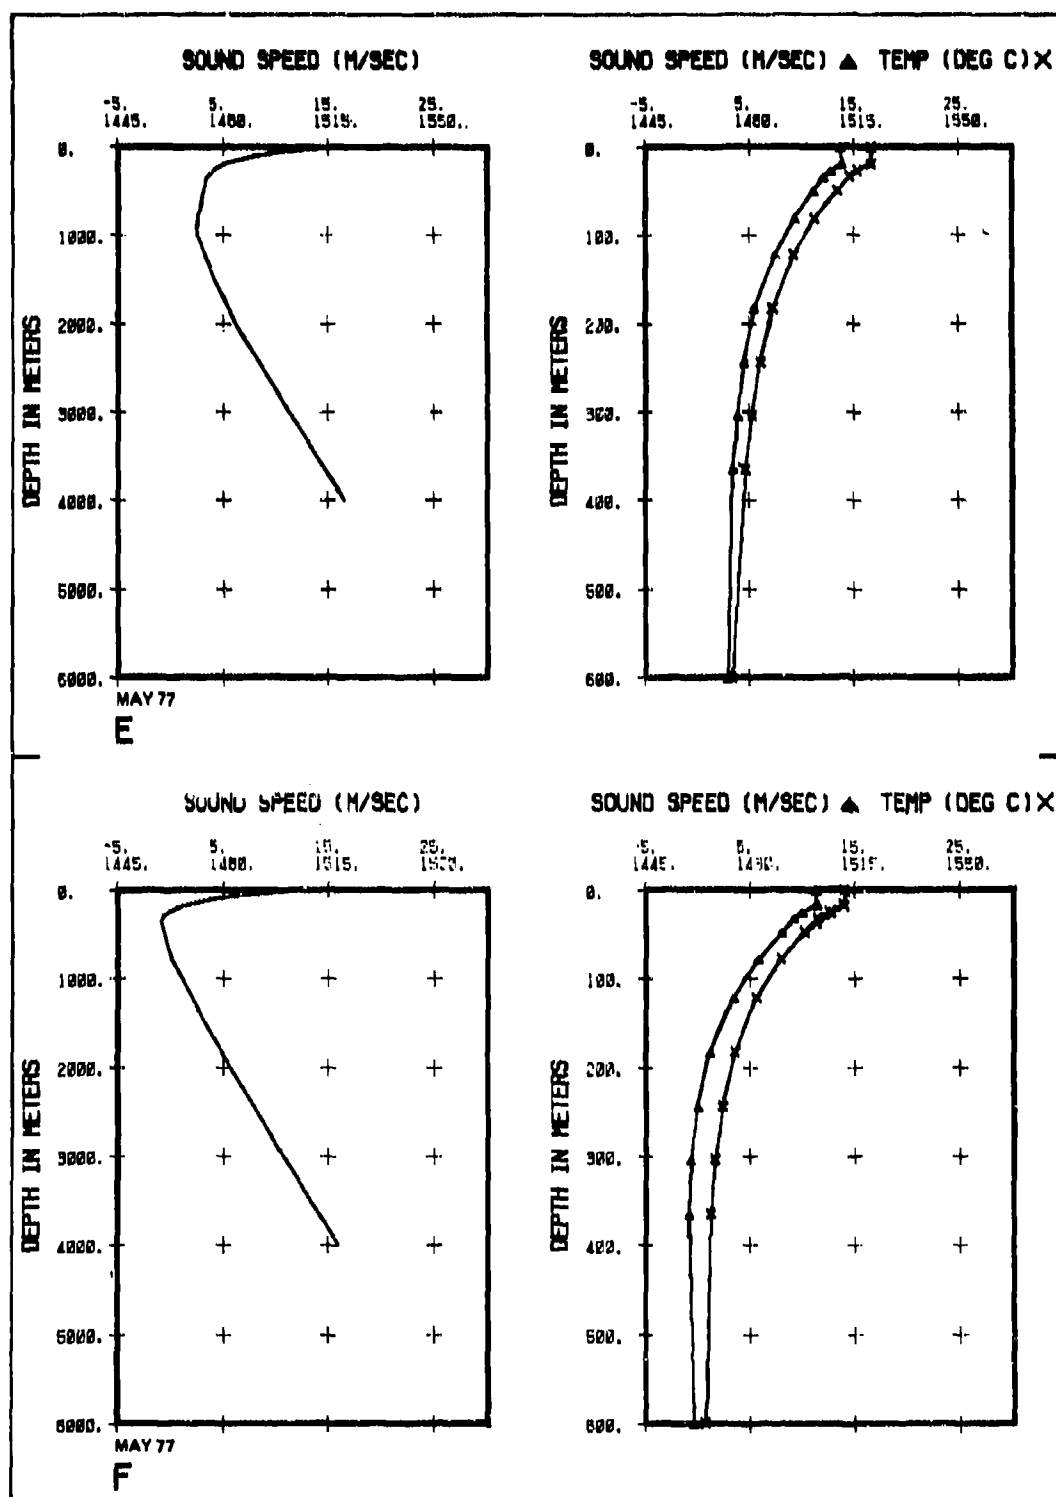 SOUND SPEED (M/SEC)
SOUND SPEED (M/SEC) ▲ TEMP (DEG C) X
-5. 5. 15. 25.
1445. 1480. 1515. 1550.
-5. 5. 15. 25.
1445. 1480. 1515. 1550.
0.
1000.
2000.
3000.
4000.
5000.
6000.
DEPTH IN METERS
0.
100.
200.
300.
400.
500.
600.
DEPTH IN METERS
MAY 77
E
SOUND SPEED (M/SEC)
SOUND SPEED (M/SEC) ▲ TEMP (DEG C) X
-5. 5. 15. 25.
1445. 1480. 1515. 1550.
-5. 5. 15. 25.
1445. 1480. 1515. 1550.
0.
1000.
2000.
3000.
4000.
5000.
6000.
DEPTH IN METERS
0.
100.
200.
300.
400.
500.
600.
DEPTH IN METERS
MAY 77
F